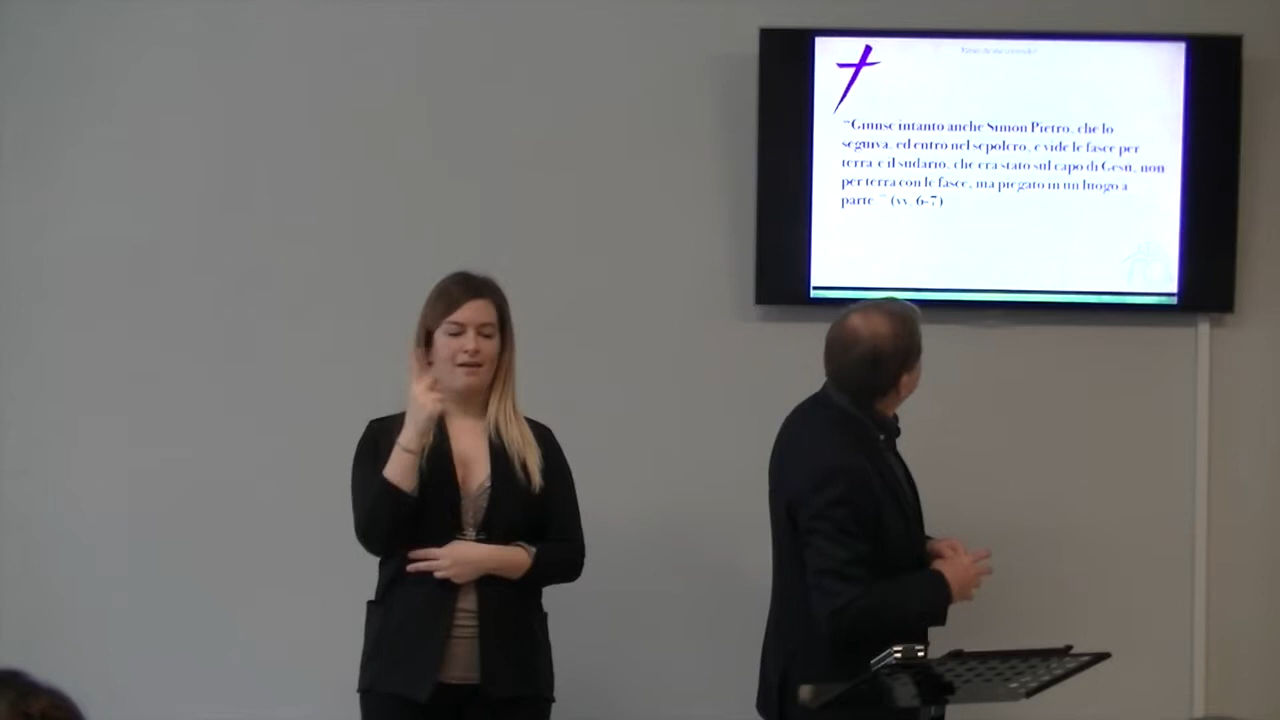 "Giunse intanto anche Simon Pietro, che lo
seguiva, ed entrò nel sepolcro, e vide le fasce per
terra e il sudario, che era stato sul capo di Gesù, non
per terra con le fasce, ma piegato in un luogo a
parte." (vv. 6-7)